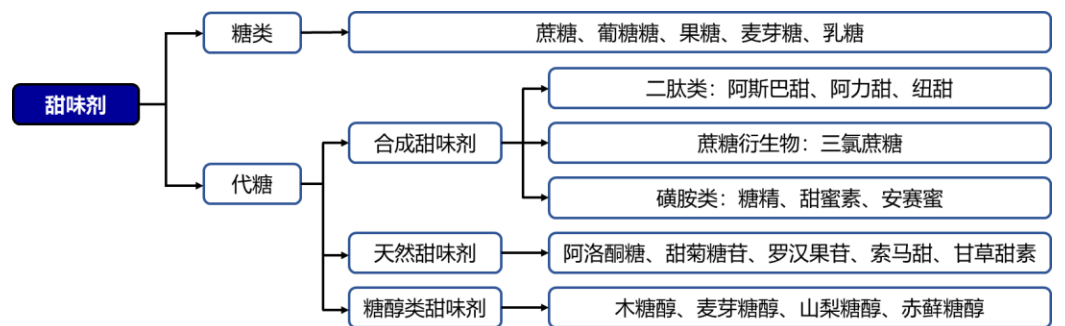 甜味剂
糖类
蔗糖、葡糖糖、果糖、麦芽糖、乳糖
代糖
合成甜味剂
二肽类：阿斯巴甜、阿力甜、纽甜
蔗糖衍生物：三氯蔗糖
磺胺类：糖精、甜蜜素、安赛蜜
天然甜味剂
阿洛酮糖、甜菊糖苷、罗汉果苷、索马甜、甘草甜素
糖醇类甜味剂
木糖醇、麦芽糖醇、山梨糖醇、赤藓糖醇